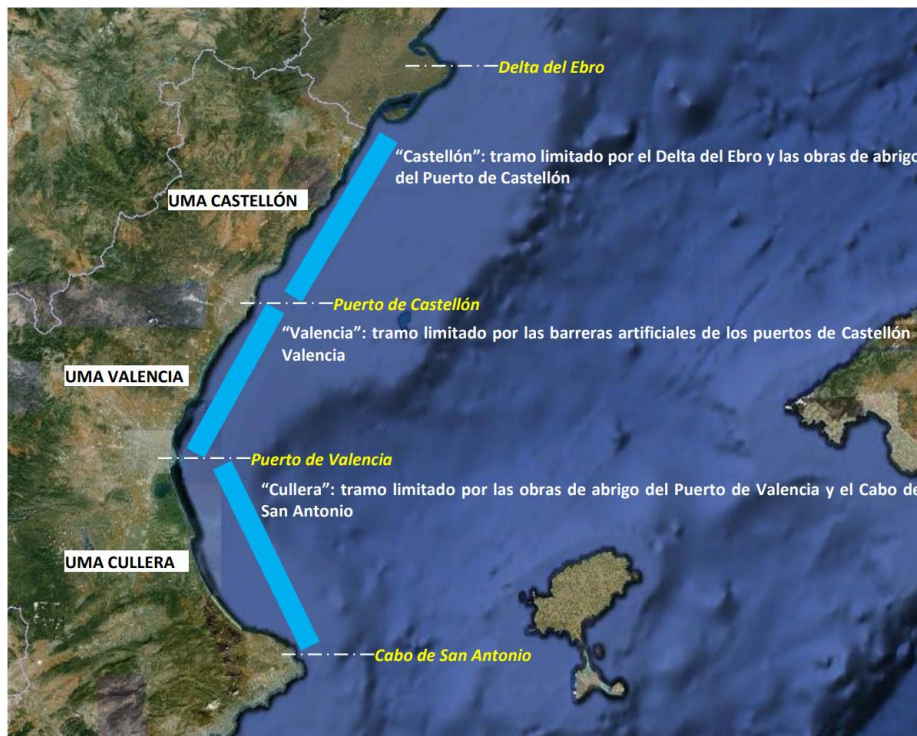 Delta del Ebro
“Castellón”: tramo limitado por el Delta del Ebro y las obras de abrigo
del Puerto de Castellón
UMA CASTELLÓN
Puerto de Castellón
“Valencia”: tramo limitado por las barreras artificiales de los puertos de Castellón
Valencia
UMA VALENCIA
Puerto de Valencia
“Cullera”: tramo limitado por las obras de abrigo del Puerto de Valencia y el Cabo de
San Antonio
UMA CULLERA
Cabo de San Antonio